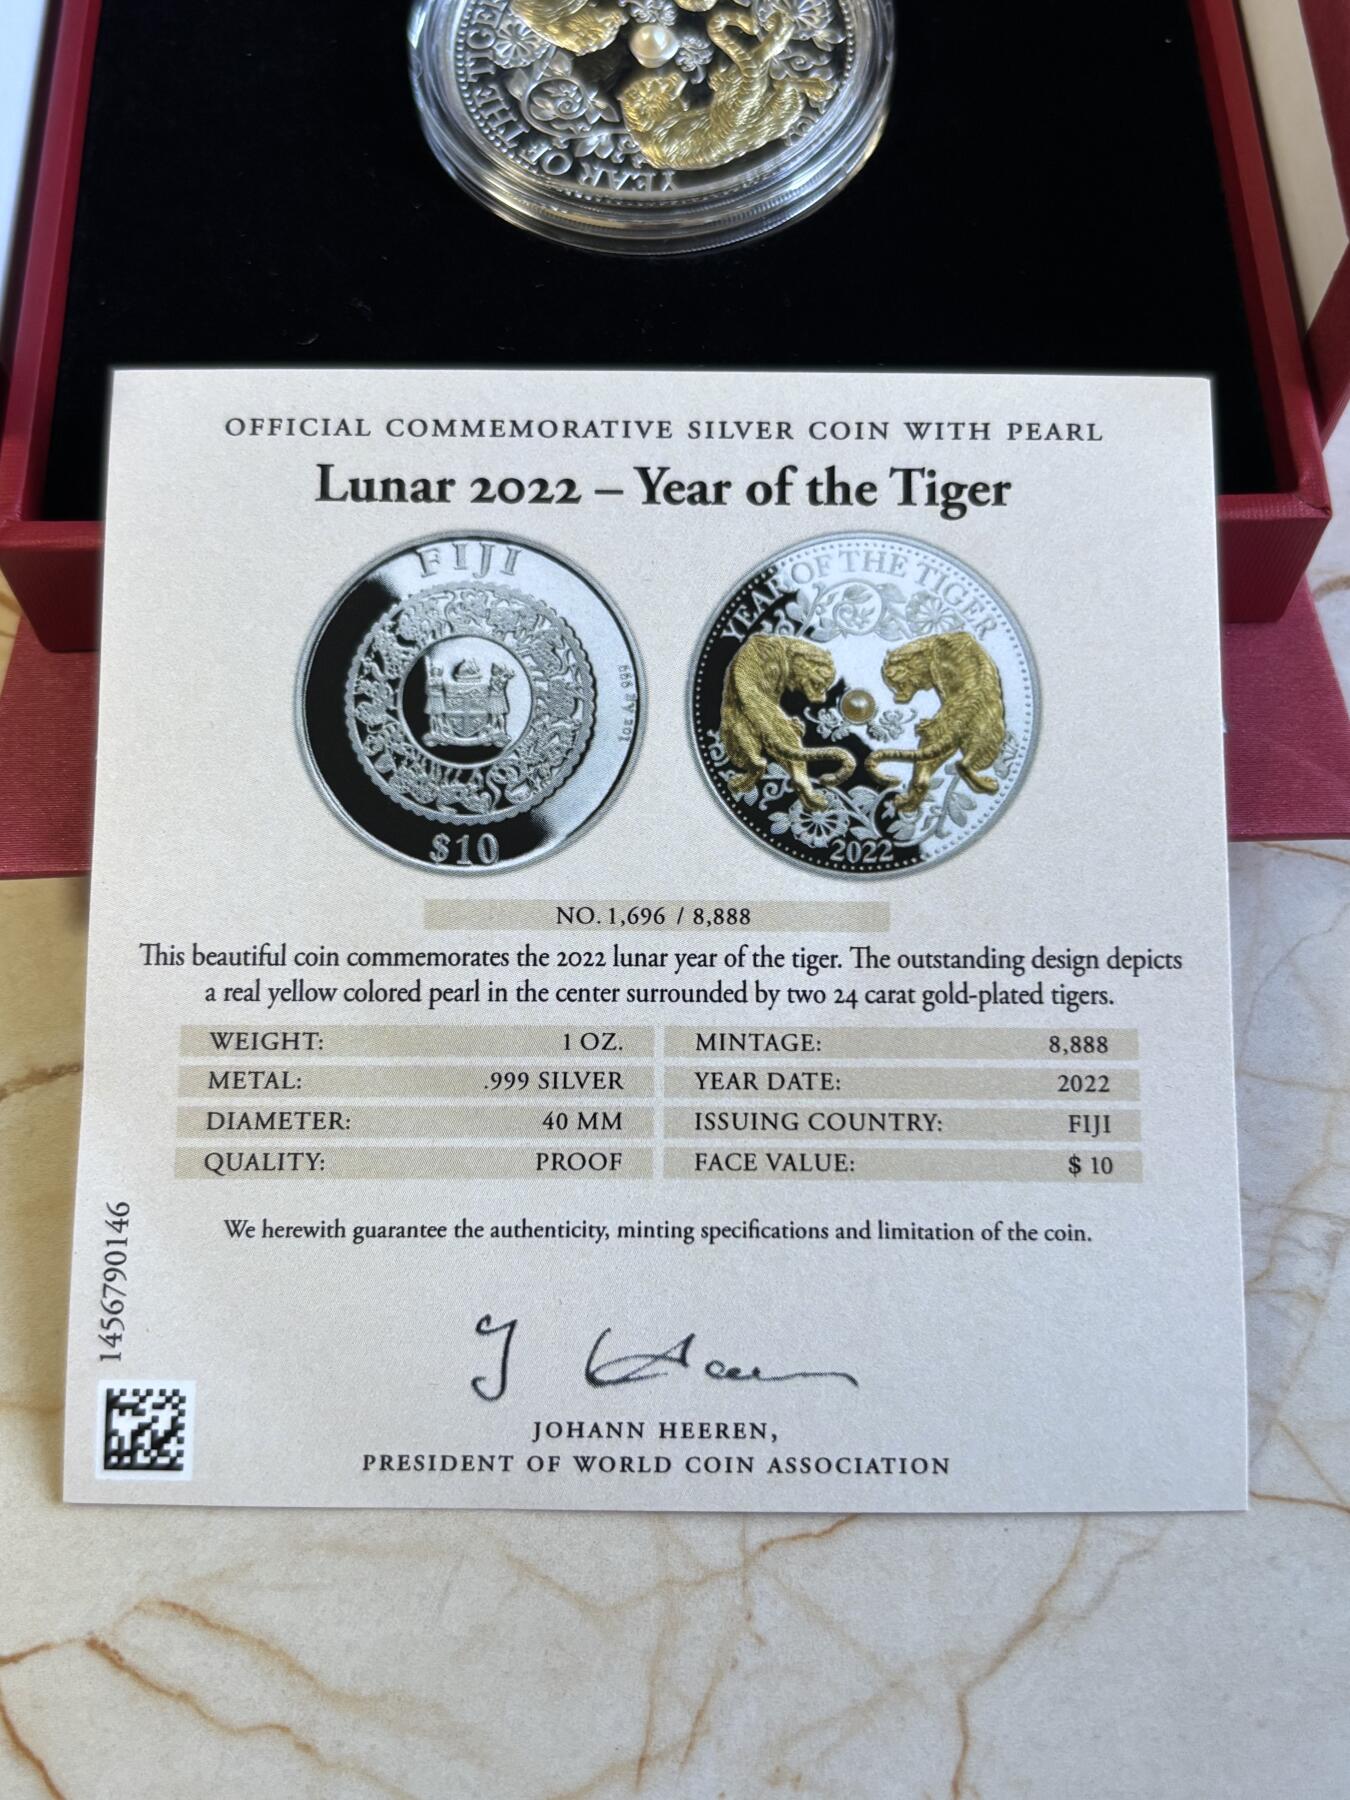 YEAR OF THE TIGER
OFFICIAL COMMEMORATIVE SILVER COIN WITH PEARL
Lunar 2022 – Year of the Tiger
FIJI
1 oz Ag 999
$10
YEAR OF THE TIGER
2022
NO. 1,696 / 8,888
This beautiful coin commemorates the 2022 lunar year of the tiger. The outstanding design depicts
a real yellow colored pearl in the center surrounded by two 24 carat gold-plated tigers.
WEIGHT: 1 OZ. MINTAGE: 8,888
METAL: .999 SILVER YEAR DATE: 2022
DIAMETER: 40 MM ISSUING COUNTRY: FIJI
QUALITY: PROOF FACE VALUE: $ 10
We herewith guarantee the authenticity, minting specifications and limitation of the coin.
1456790146
J Heeren
JOHANN HEEREN,
PRESIDENT OF WORLD COIN ASSOCIATION